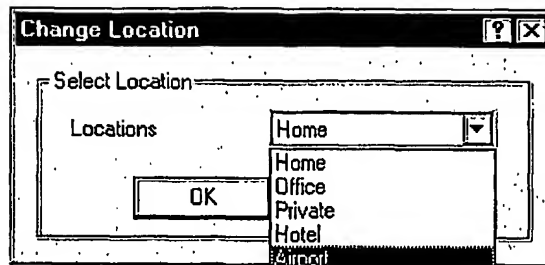 Change Location
Select Location
Locations
Home
Home
Office
OK
Private
Hotel
Airport